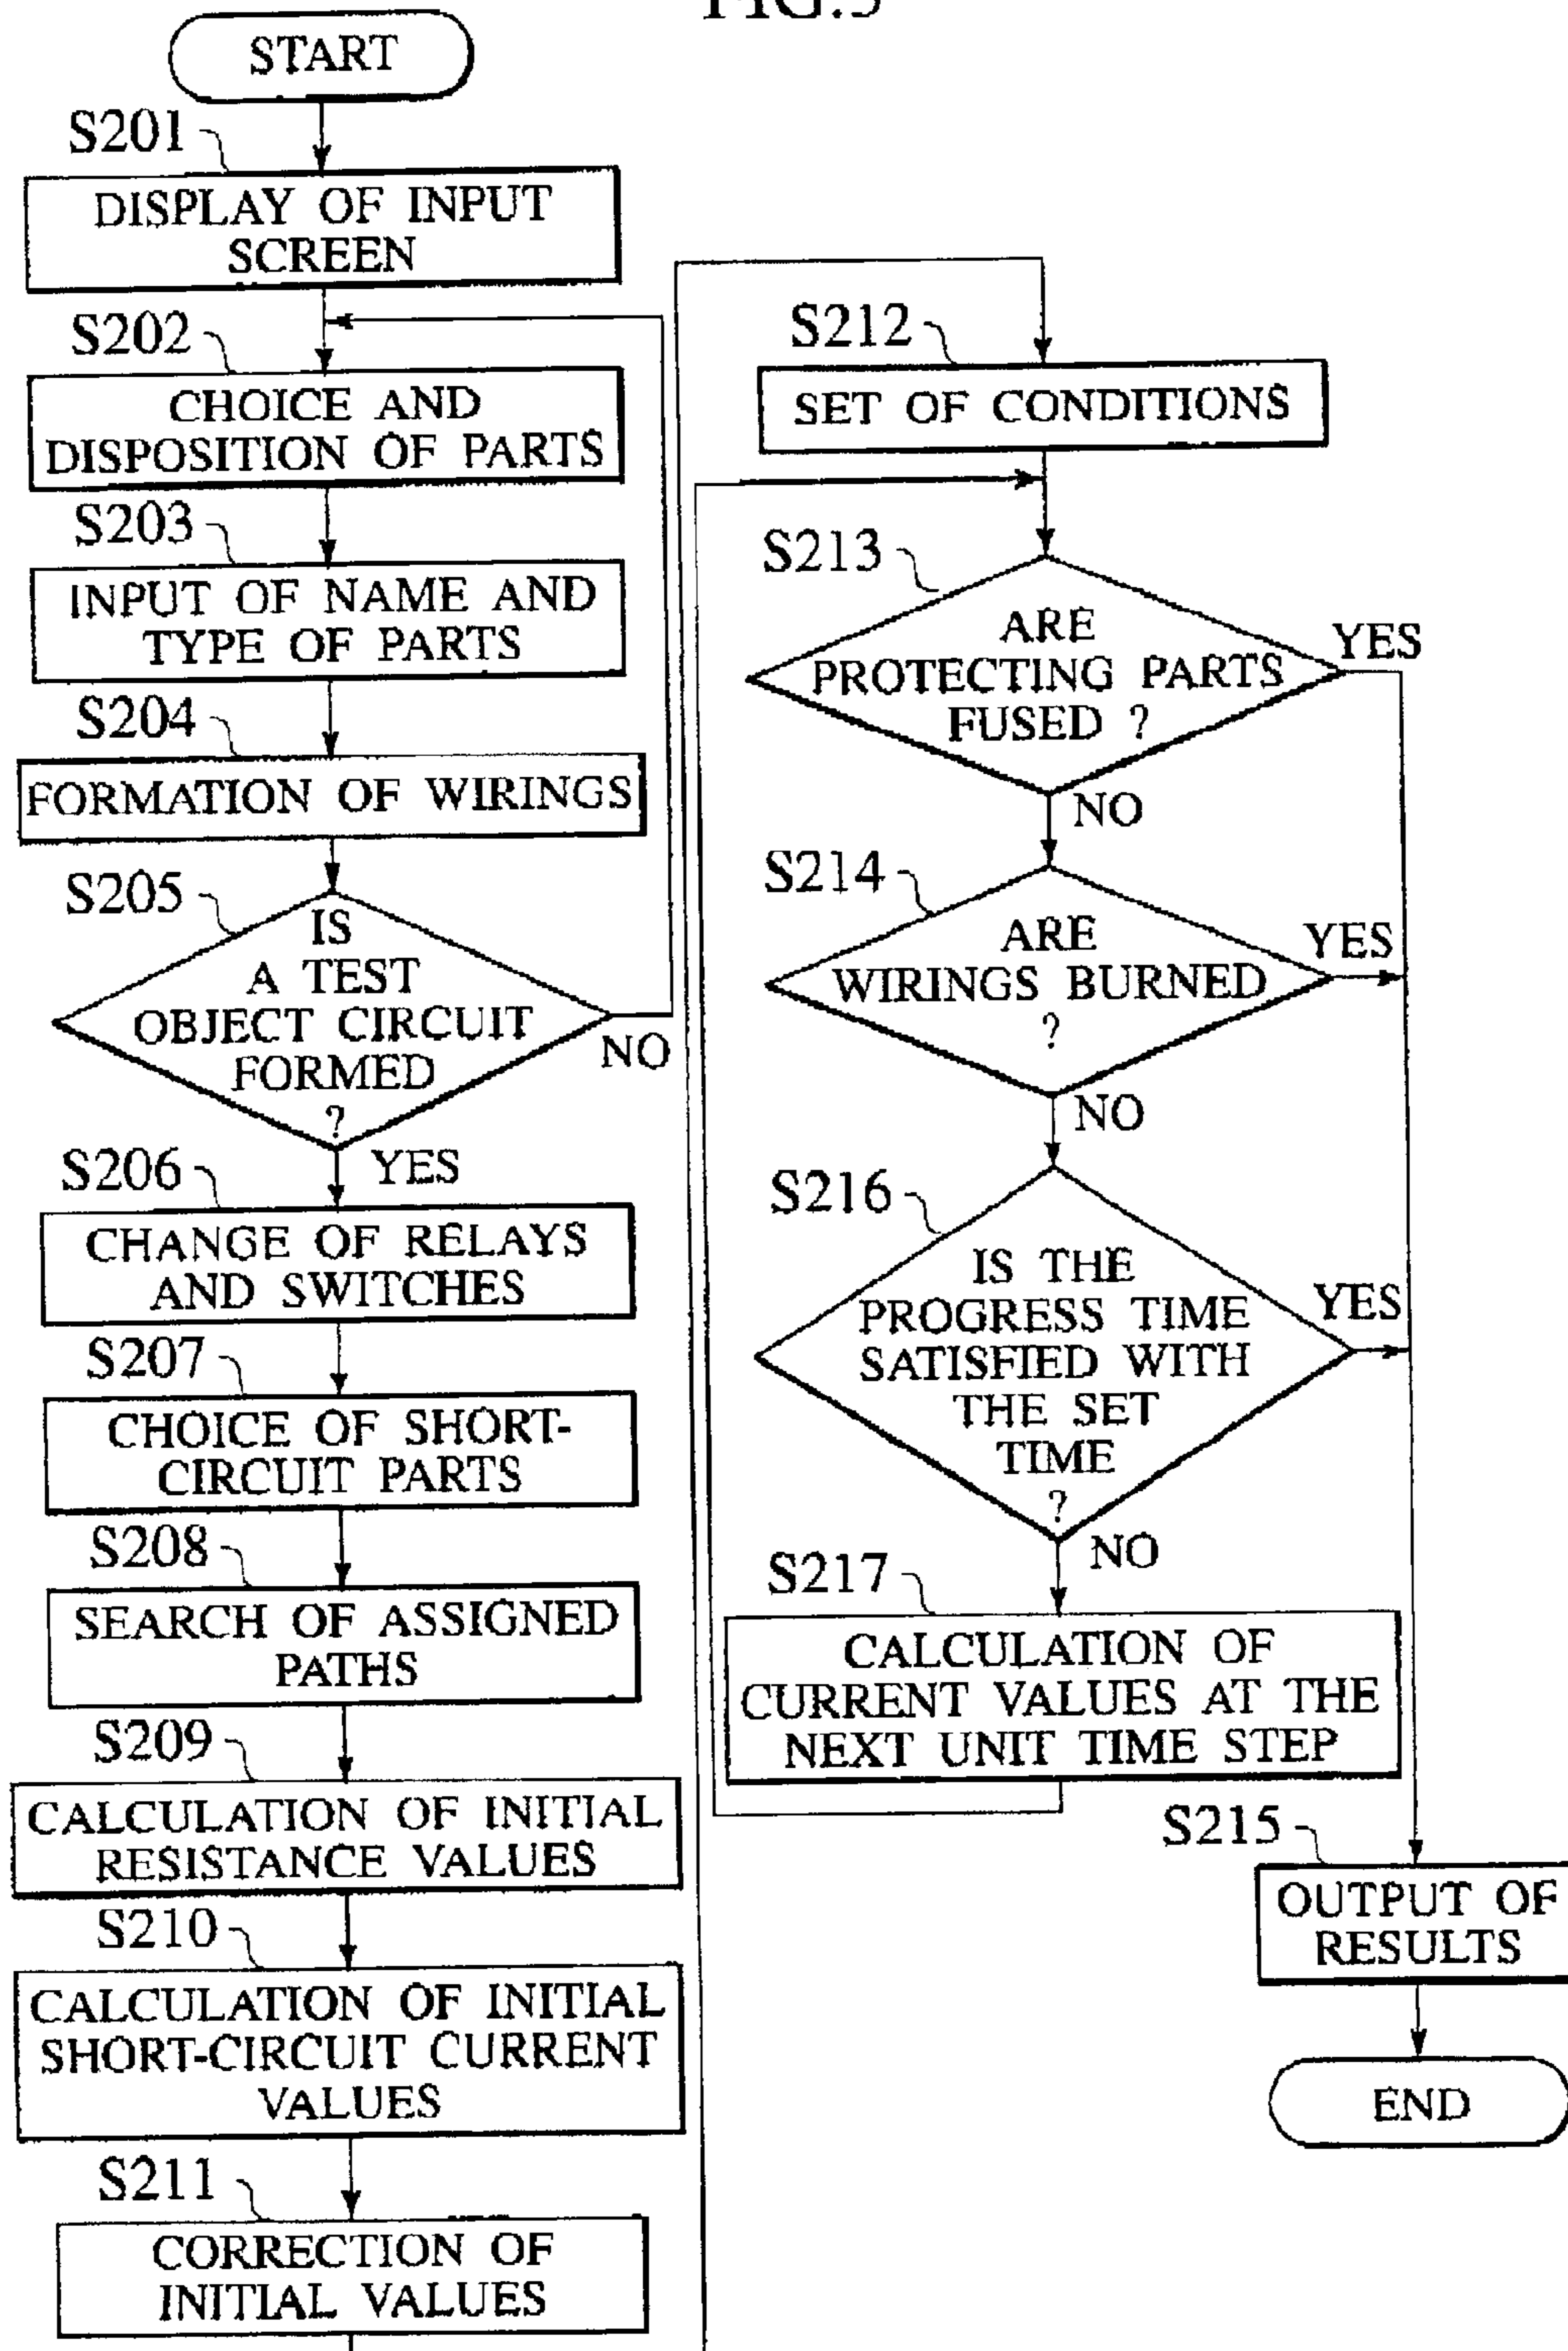 FIG.5
START
S201
DISPLAY OF INPUT
SCREEN
S202
CHOICE AND
DISPOSITION OF PARTS
S203
INPUT OF NAME AND
TYPE OF PARTS
S204
FORMATION OF WIRINGS
S205
IS
A TEST
OBJECT CIRCUIT
FORMED
?
NO
YES
S206
CHANGE OF RELAYS
AND SWITCHES
S207
CHOICE OF SHORT-
CIRCUIT PARTS
S208
SEARCH OF ASSIGNED
PATHS
S209
CALCULATION OF INITIAL
RESISTANCE VALUES
S210
CALCULATION OF INITIAL
SHORT-CIRCUIT CURRENT
VALUES
S211
CORRECTION OF
INITIAL VALUES
S212
SET OF CONDITIONS
S213
ARE
PROTECTING PARTS
FUSED ?
YES
NO
S214
ARE
WIRINGS BURNED
?
YES
NO
S216
IS THE
PROGRESS TIME
SATISFIED WITH
THE SET
TIME
?
YES
NO
S217
CALCULATION OF
CURRENT VALUES AT THE
NEXT UNIT TIME STEP
S215
OUTPUT OF
RESULTS
END